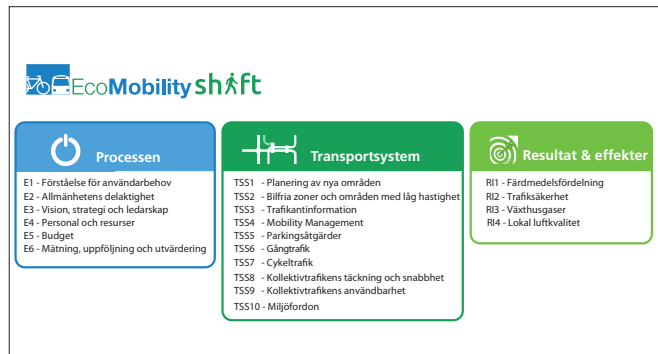 EcoMobility shift
Processen
E1 - Förståelse för användarbehov
E2 - Allmänhetens delaktighet
E3 - Vision, strategi och ledarskap
E4 - Personal och resurser
E5 - Budget
E6 - Mätning, uppföljning och utvärdering
Transportsystem
TSS1 - Planering av nya områden
TSS2 - Bilfria zoner och områden med låg hastighet
TSS3 - Trafikantinformation
TSS4 - Mobility Management
TSS5 - Parkingsåtgärder
TSS6 - Gångtrafik
TSS7 - Cykeltrafik
TSS8 - Kollektivtrafikens täckning och snabbhet
TSS9 - Kollektivtrafikens användbarhet
TSS10 - Miljöfordon
Resultat & effekter
RI1 - Färdmedelsfördelning
RI2 - Trafiksäkerhet
RI3 - Växthusgaser
RI4 - Lokal luftkvalitet